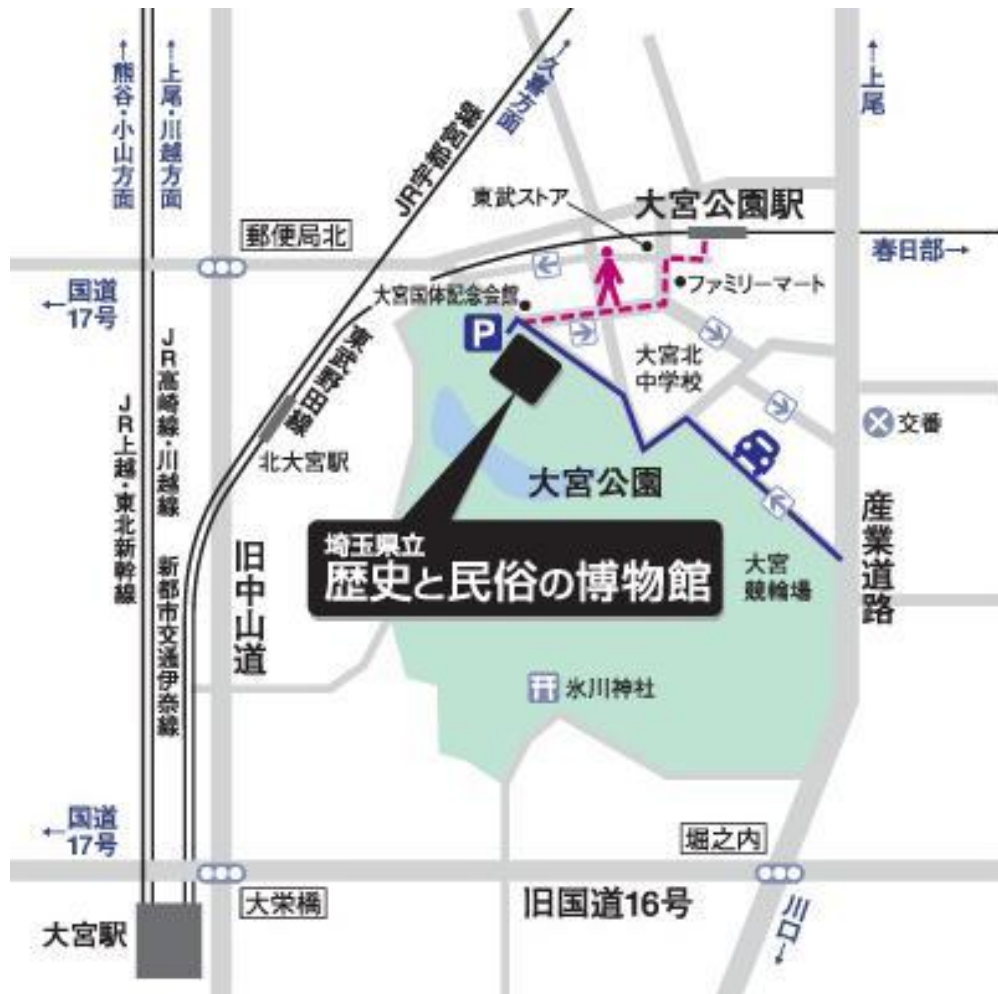 ←熊谷・小山方面
←上尾・川越方面
JR宇都宮線
←久喜方面
←上尾
東武ストア
大宮公園駅
郵便局北
春日部→
←国道
17号
大宮国体記念会館
ファミリーマート
P
JR高崎線・川越線
東武野田線
大宮北
中学校
JR上越・東北新幹線
交番
北大宮駅
大宮公園
埼玉県立
歴史と民俗の博物館
産業道路
旧中山道
新都市交通伊奈線
大宮
競輪場
氷川神社
←国道
17号
堀之内
大栄橋
旧国道16号
大宮駅
川口→